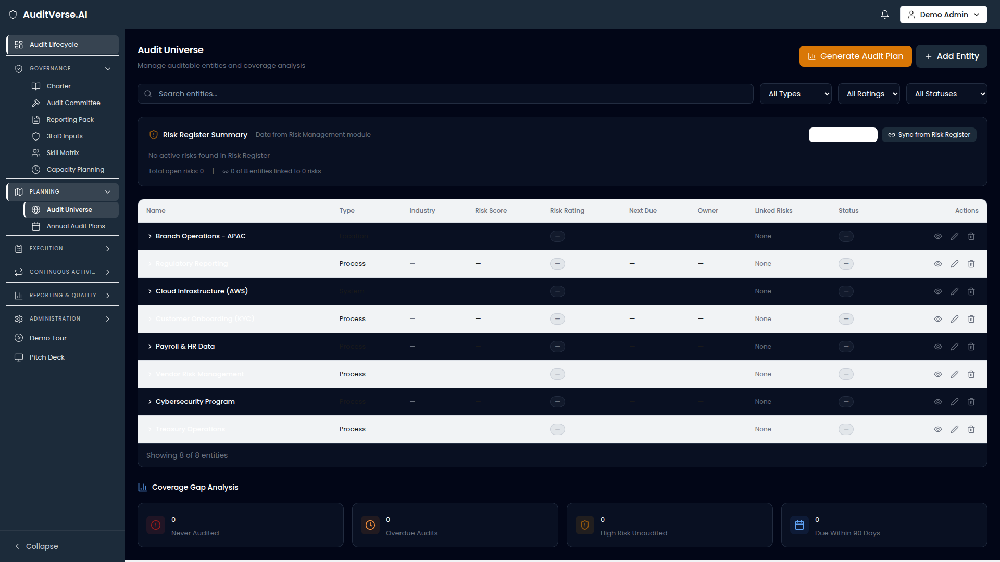 AuditVerse.AI
Demo Admin
Audit Lifecycle
GOVERNANCE
Charter
Audit Committee
Reporting Pack
3LoD Inputs
Skill Matrix
Capacity Planning
PLANNING
Audit Universe
Annual Audit Plans
EXECUTION
CONTINUOUS ACTIVI...
REPORTING & QUALITY
ADMINISTRATION
Demo Tour
Pitch Deck
Collapse
Audit Universe
Manage auditable entities and coverage analysis
Generate Audit Plan
Add Entity
Search entities...
All Types
All Ratings
All Statuses
Risk Register Summary Data from Risk Management module
Sync from Risk Register
No active risks found in Risk Register
Total open risks: 0 | 0 of 8 entities linked to 0 risks
Name Type Industry Risk Score Risk Rating Next Due Owner Linked Risks Status Actions
Branch Operations - APAC Location — — — — — None —
Regulatory Reporting Process — — — — — None —
Cloud Infrastructure (AWS) System — — — — — None —
Customer Onboarding (KYC) Process — — — — — None —
Payroll & HR Data Process — — — — — None —
Vendor Risk Management Process — — — — — None —
Cybersecurity Program Process — — — — — None —
Treasury Operations Process — — — — — None —
Showing 8 of 8 entities
Coverage Gap Analysis
0
Never Audited
0
Overdue Audits
0
High Risk Unaudited
0
Due Within 90 Days